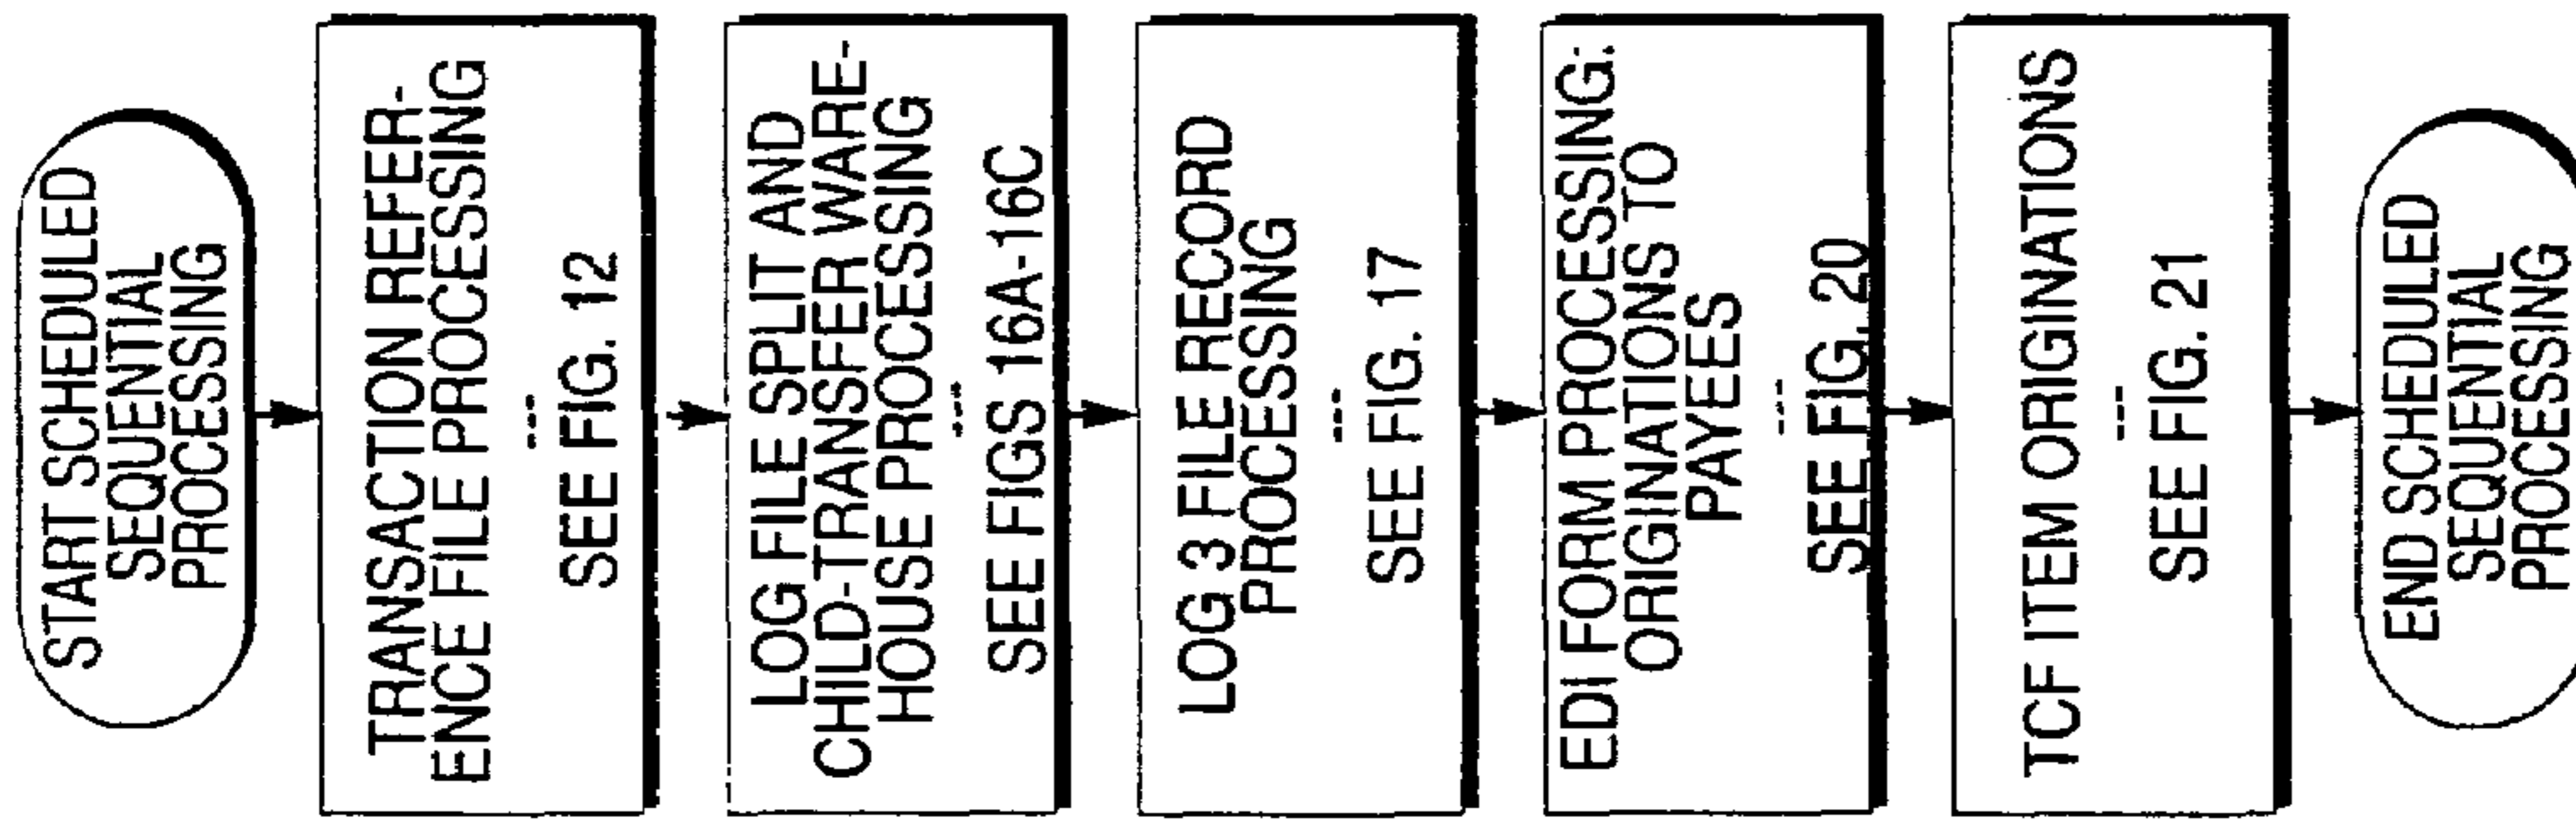 START SCHEDULED
SEQUENTIAL
PROCESSING
TRANSACTION REFER-
ENCE FILE PROCESSING
---
SEE FIG. 12
LOG FILE SPLIT AND
CHILD-TRANSFER WARE-
HOUSE PROCESSING
---
SEE FIGS 16A-16C
LOG 3 FILE RECORD
PROCESSING
---
SEE FIG. 17
EDI FORM PROCESSING:
ORIGINATIONS TO
PAYEES
---
SEE FIG. 20
TCF ITEM ORIGINATIONS
---
SEE FIG. 21
END SCHEDULED
SEQUENTIAL
PROCESSING